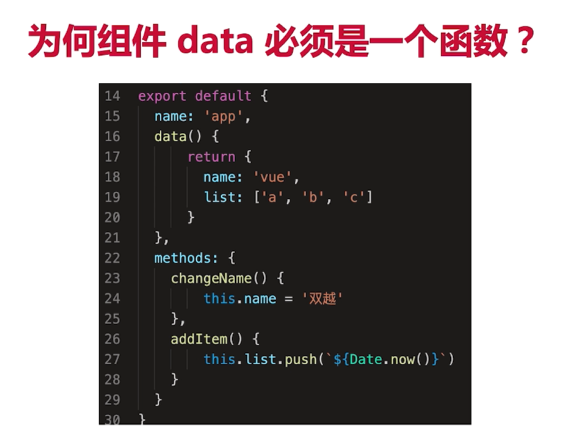 为何组件 data 必须是一个函数？
14 export default {
15   name: 'app',
16   data() {
17       return {
18         name: 'vue',
19         list: ['a', 'b', 'c']
20       }
21   },
22   methods: {
23     changeName() {
24         this.name = '双越'
25     },
26     addItem() {
27         this.list.push(`${Date.now()}`)
28     }
29   }
30 }